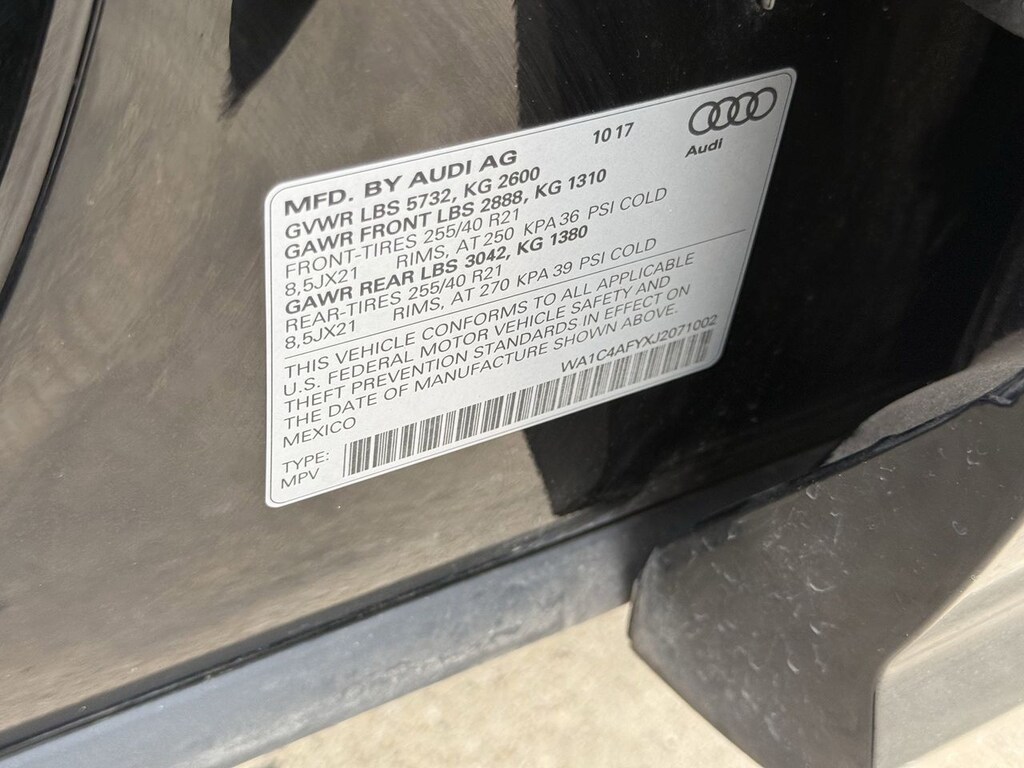 10 17
Audi
MFD. BY AUDI AG
GVWR LBS 5732, KG 2600
GAWR FRONT LBS 2888, KG 1310
FRONT-TIRES 255/40 R21
8,5JX21 RIMS, AT 250 KPA 36 PSI COLD
GAWR REAR LBS 3042, KG 1380
REAR-TIRES 255/40 R21
8,5JX21 RIMS, AT 270 KPA 39 PSI COLD
THIS VEHICLE CONFORMS TO ALL APPLICABLE
U.S. FEDERAL MOTOR VEHICLE SAFETY AND
THEFT PREVENTION STANDARDS IN EFFECT ON
THE DATE OF MANUFACTURE SHOWN ABOVE.
MEXICO
WA1C4AFYXJ2071002
TYPE:
MPV